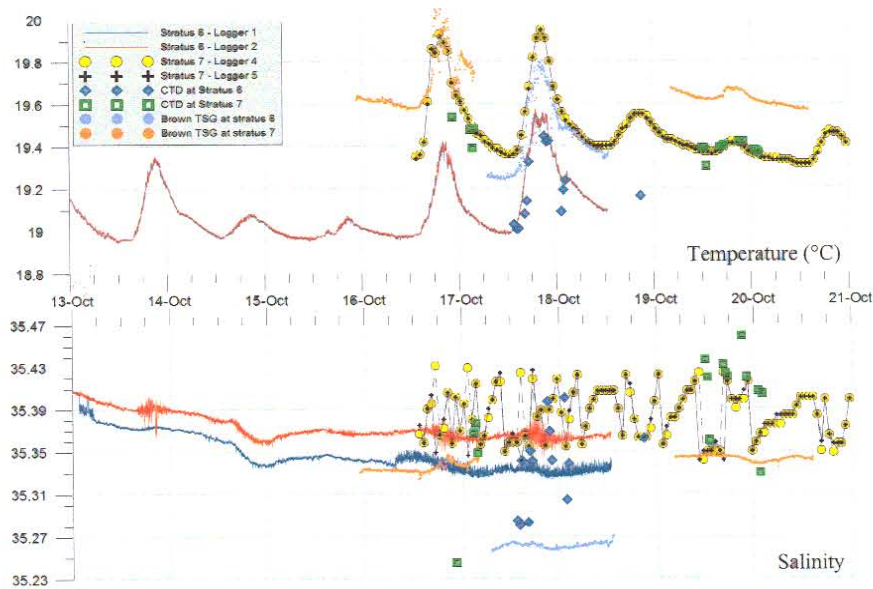 20
19.8
19.6
19.4
19.2
19
18.8
Stratus 6 - Logger 1
Stratus 6 - Logger 2
Stratus 7 - Logger 4
Stratus 7 - Logger 5
CTD at Stratus 6
CTD at Stratus 7
Brown TSG at stratus 6
Brown TSG at stratus 7
Temperature (°C)
13-Oct 14-Oct 15-Oct 16-Oct 17-Oct 18-Oct 19-Oct 20-Oct 21-Oct
35.47
35.43
35.39
35.35
35.31
35.27
35.23
Salinity